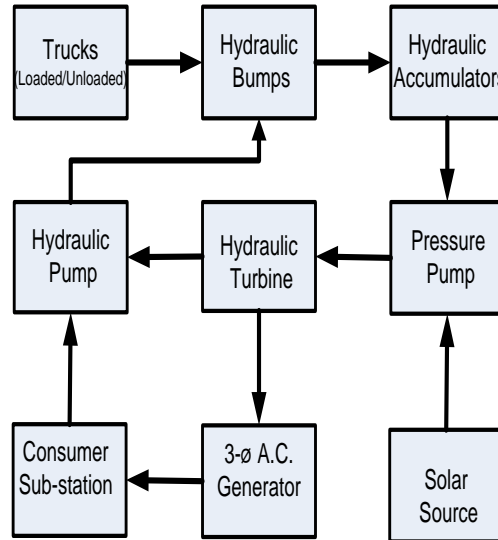 Trucks
(Loaded/Unloaded)
Hydraulic
Bumps
Hydraulic
Accumulators
Hydraulic
Pump
Hydraulic
Turbine
Pressure
Pump
Consumer
Sub-station
3-ø A.C.
Generator
Solar
Source